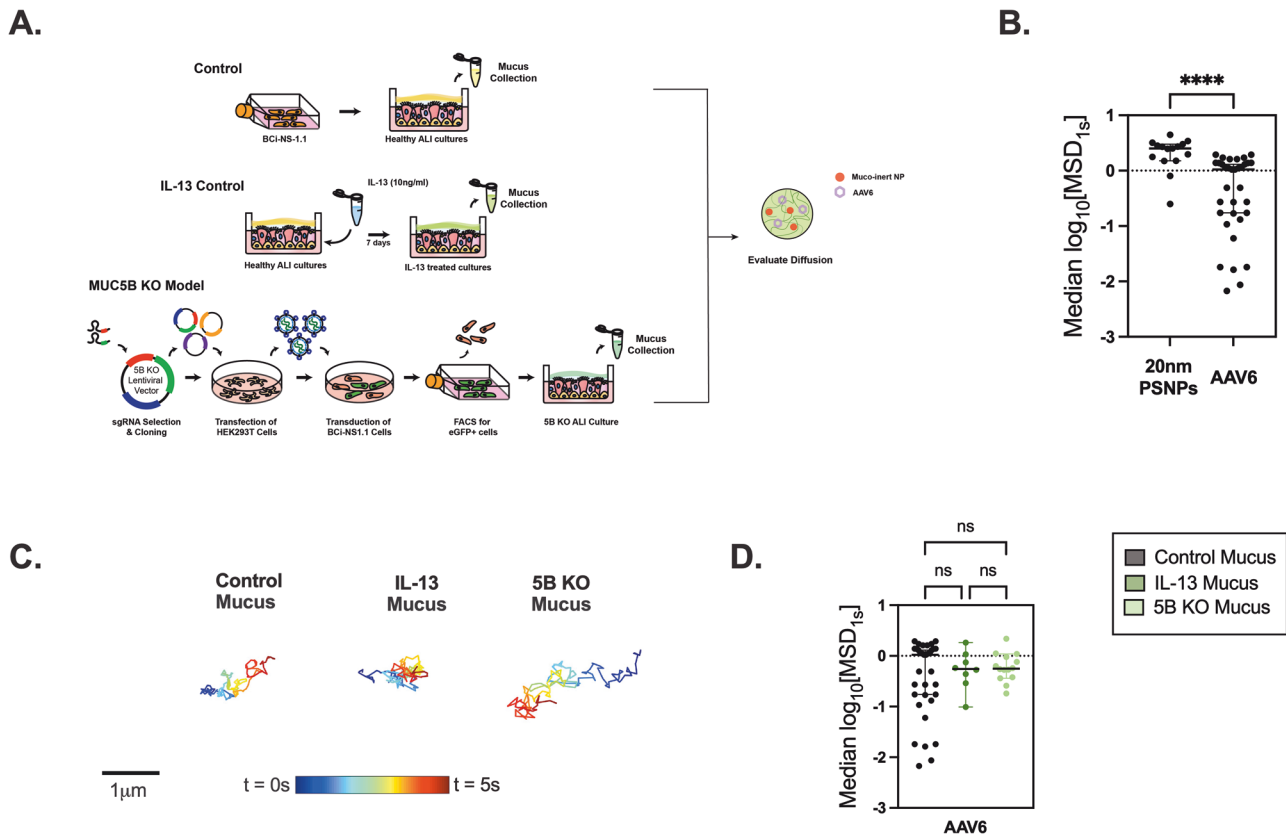 A.
Control
BCi-NS-1.1
Healthy ALI cultures
Mucus
Collection
IL-13 Control
IL-13 (10ng/ml)
Healthy ALI cultures
7 days
IL-13 treated cultures
Mucus
Collection
MUC5B KO Model
5B KO
Lentiviral
Vector
sgRNA Selection
& Cloning
Transfection of
HEK293T Cells
Transduction of
BCi-NS1.1 Cells
FACS for
eGFP+ cells
5B KO ALI Culture
Mucus
Collection
Muco-inert NP
AAV6
Evaluate Diffusion
B.
****
Median log10[MSD1s]
1
0
-1
-2
-3
20nm
PSNPs
AAV6
C.
Control
Mucus
IL-13
Mucus
5B KO
Mucus
1μm
t = 0s
t = 5s
D.
ns
ns
ns
Median log10[MSD1s]
1
0
-1
-2
-3
AAV6
Control Mucus
IL-13 Mucus
5B KO Mucus